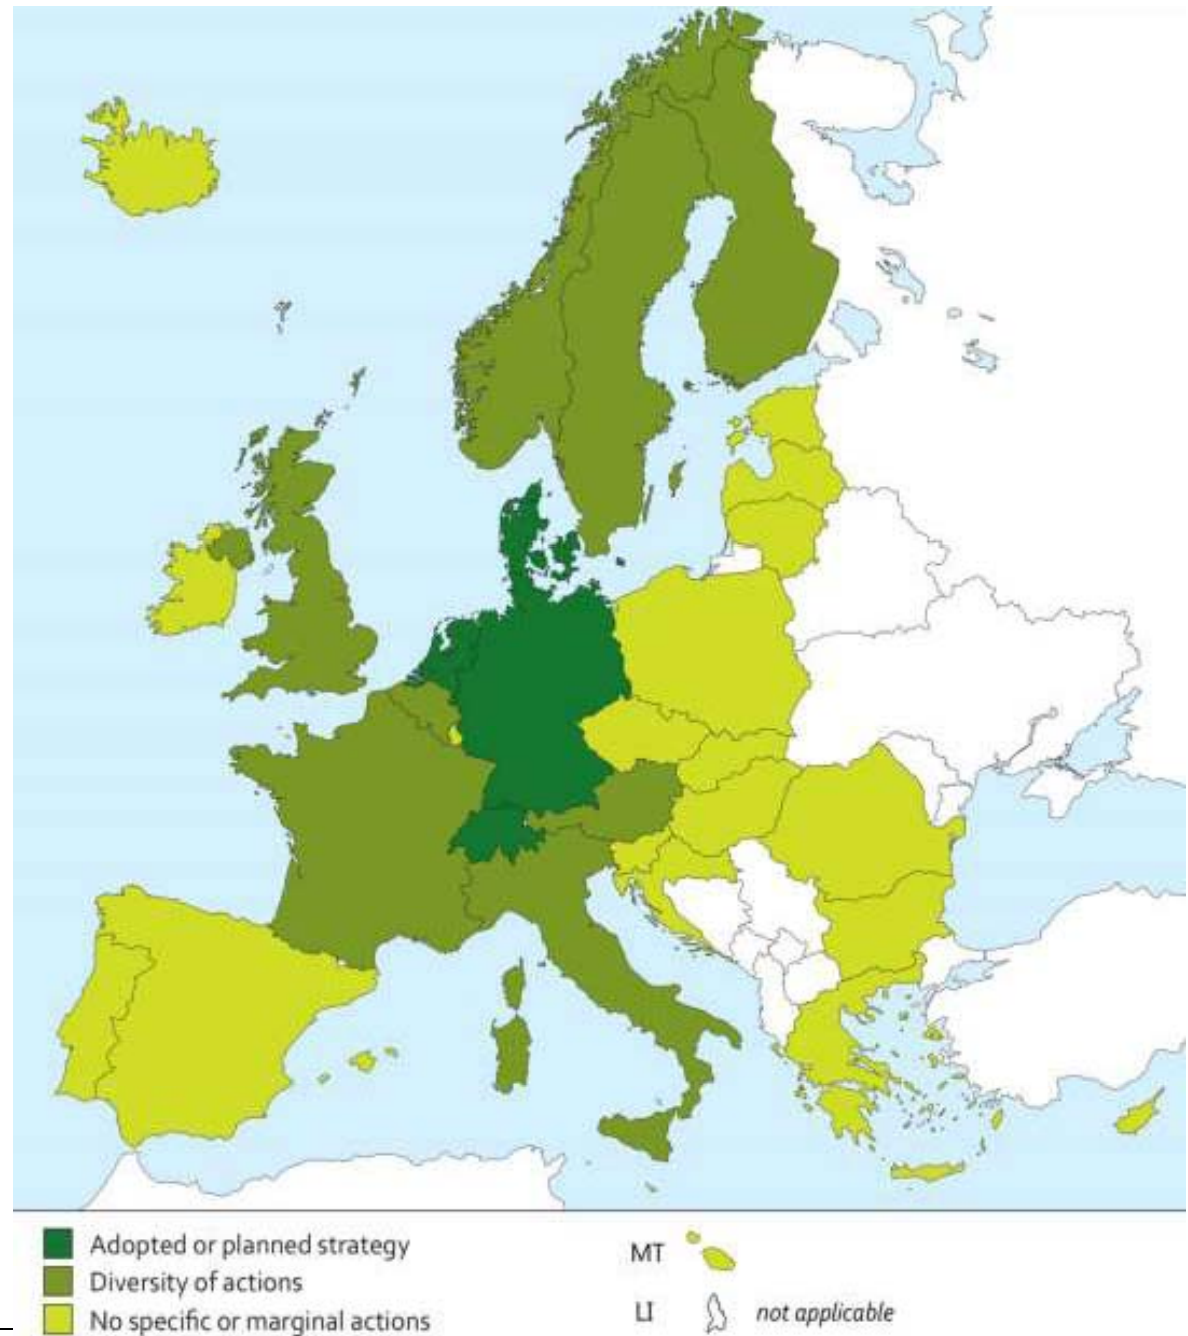 Adopted or planned strategy
Diversity of actions
No specific or marginal actions
MT
LI
not applicable